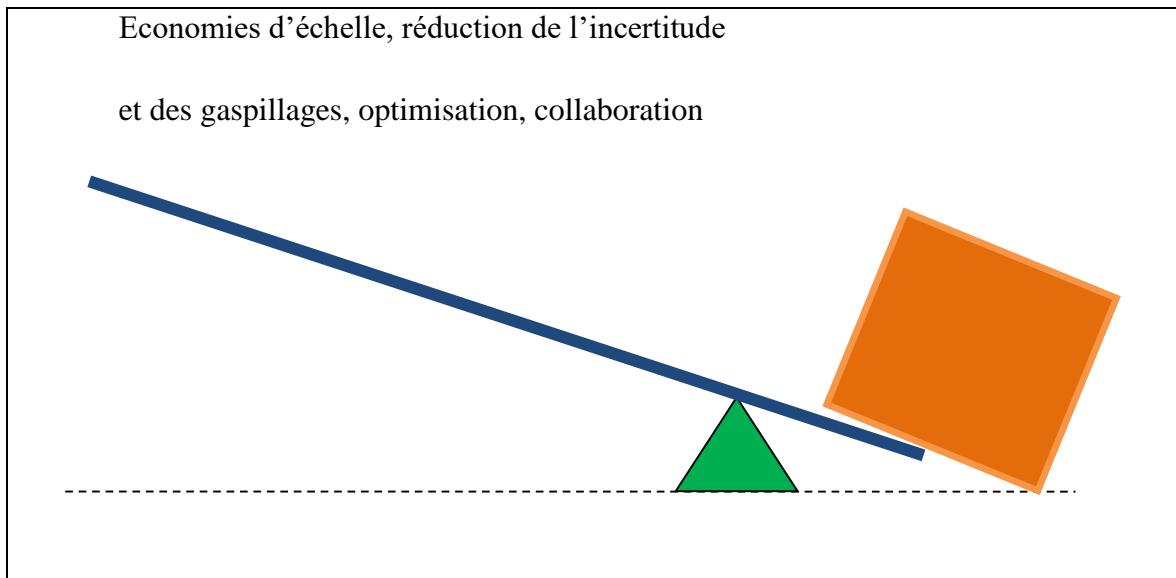 Economies d’échelle, réduction de l’incertitude
et des gaspillages, optimisation, collaboration